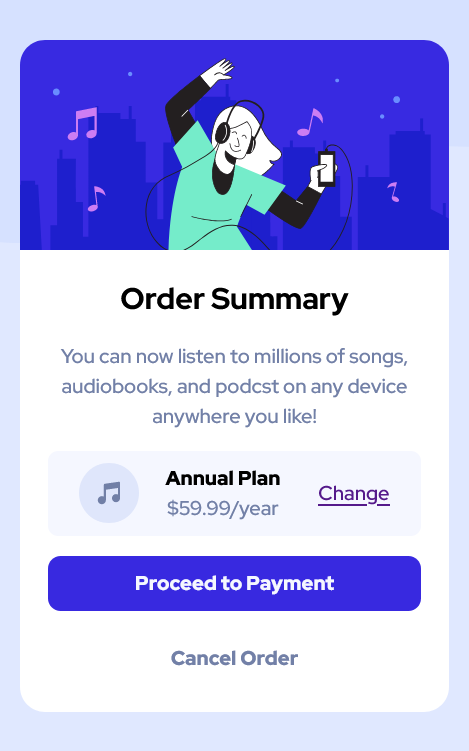 Order Summary
You can now listen to millions of songs,
audiobooks, and podcst on any device
anywhere you like!
Annual Plan
$59.99/year
Change
Proceed to Payment
Cancel Order